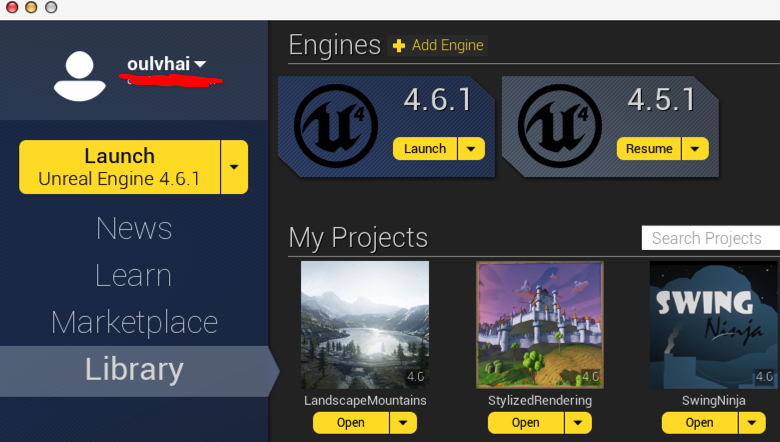 oulvhai
Launch
Unreal Engine 4.6.1
News
Learn
Marketplace
Library
Engines
Add Engine
4.6.1
Launch
4.5.1
Resume
My Projects
Search Projects
SWING
Ninja
4.6
4.6
4.6
LandscapeMountains
StylizedRendering
SwingNinja
Open
Open
Open